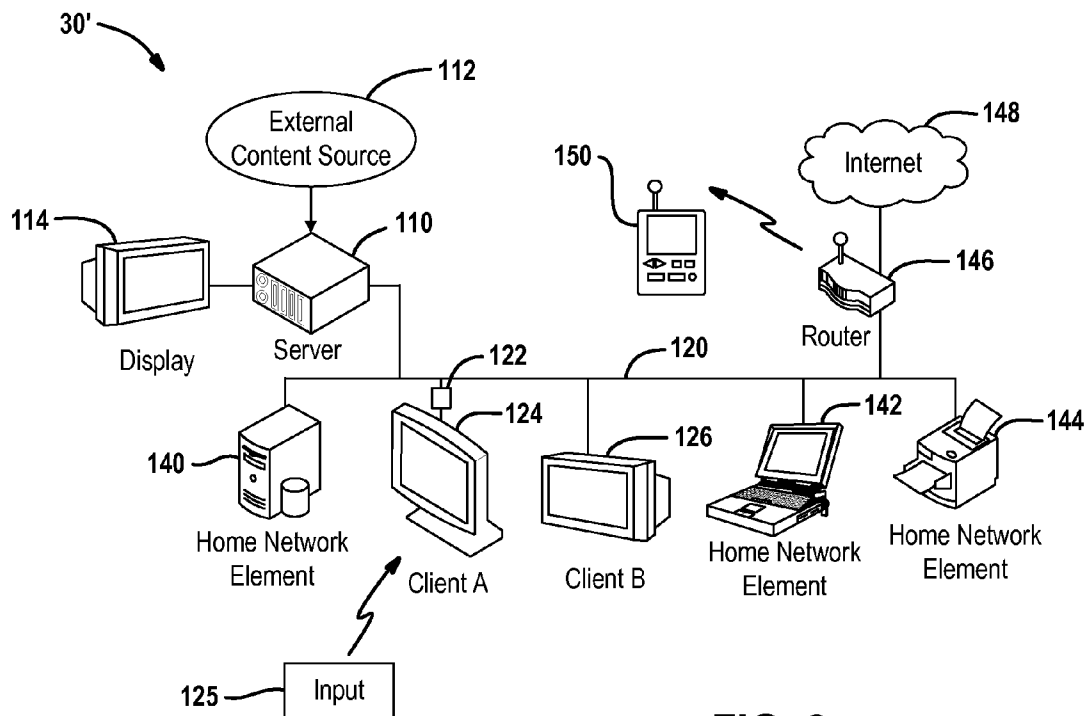 30'
112
External
Content Source
148
Internet
150
114
110
146
Router
Display
Server
122
120
124
126
142
144
140
Home Network
Element
Client A
Client B
Home Network
Element
Home Network
Element
125
Input